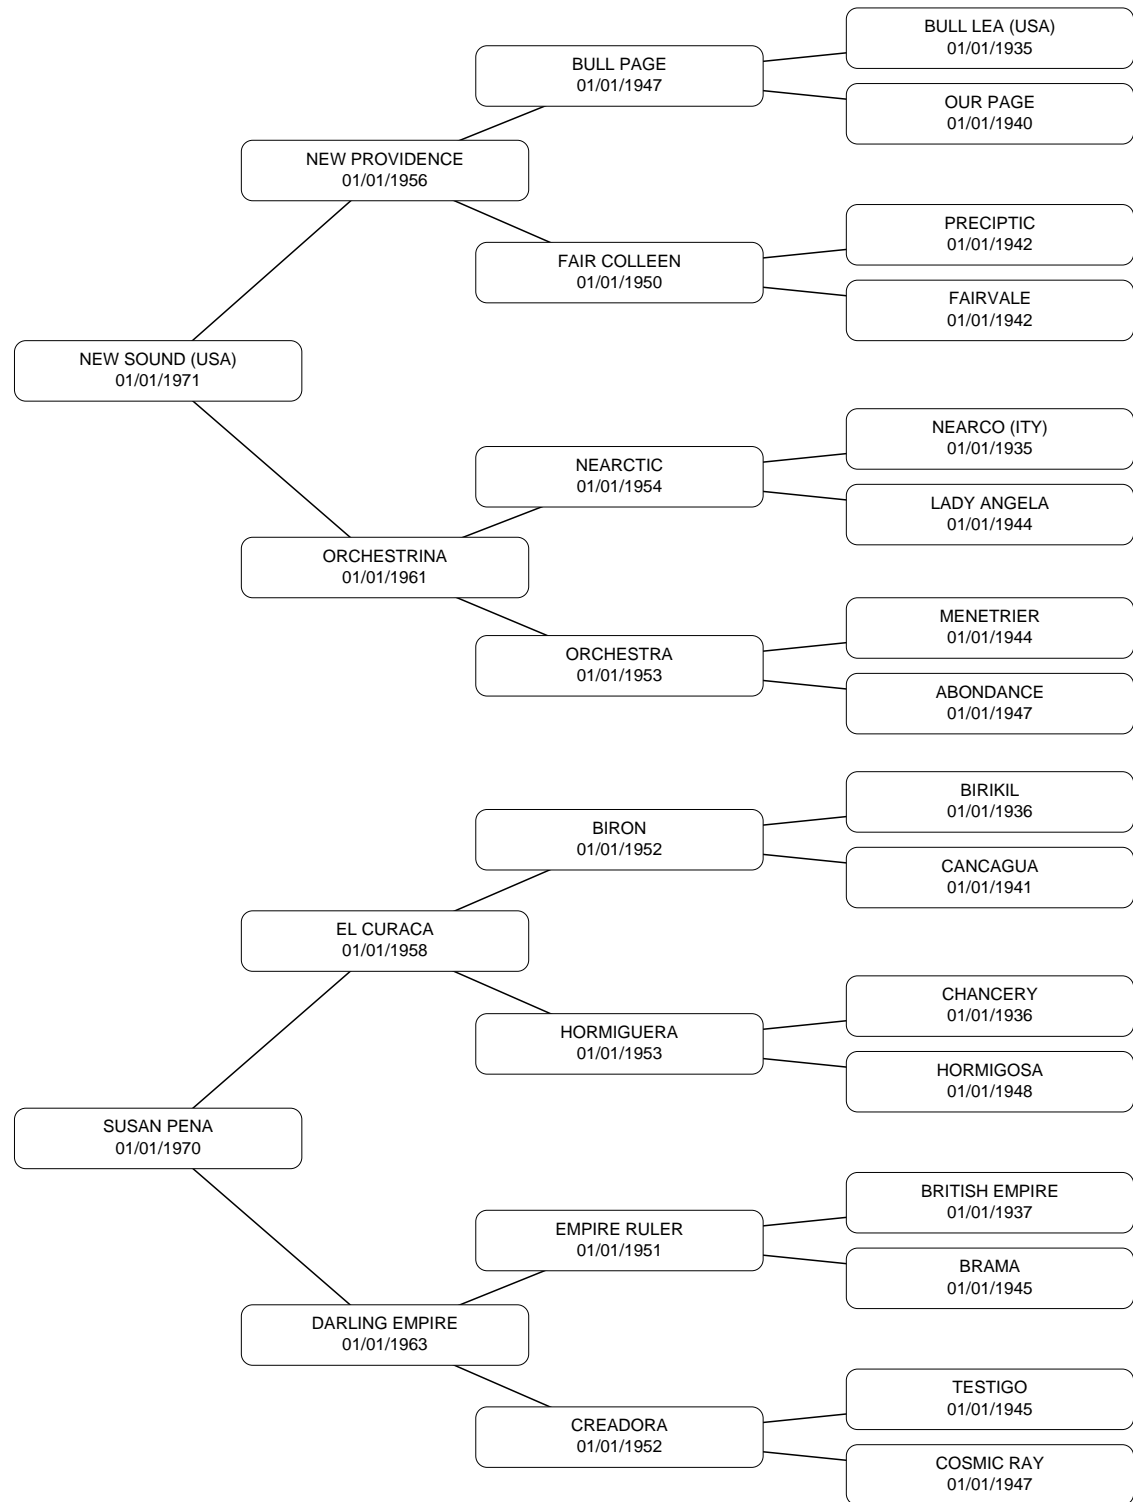 BULL LEA (USA)
01/01/1935
BULL PAGE
01/01/1947
OUR PAGE
01/01/1940
NEW PROVIDENCE
01/01/1956
PRECIPTIC
01/01/1942
FAIR COLLEEN
01/01/1950
FAIRVALE
01/01/1942
NEW SOUND (USA)
01/01/1971
NEARCO (ITY)
01/01/1935
NEARCTIC
01/01/1954
LADY ANGELA
01/01/1944
ORCHESTRINA
01/01/1961
MENETRIER
01/01/1944
ORCHESTRA
01/01/1953
ABONDANCE
01/01/1947
BIRIKIL
01/01/1936
BIRON
01/01/1952
CANCAGUA
01/01/1941
EL CURACA
01/01/1958
CHANCERY
01/01/1936
HORMIGUERA
01/01/1953
HORMIGOSA
01/01/1948
SUSAN PENA
01/01/1970
BRITISH EMPIRE
01/01/1937
EMPIRE RULER
01/01/1951
BRAMA
01/01/1945
DARLING EMPIRE
01/01/1963
TESTIGO
01/01/1945
CREADORA
01/01/1952
COSMIC RAY
01/01/1947